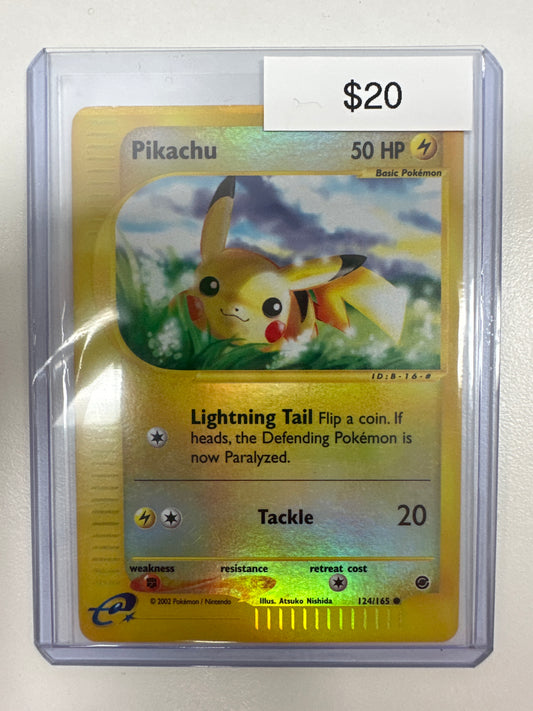 $20
Pikachu 50 HP
Basic Pokémon
ID:B-16-#
Lightning Tail Flip a coin. If
heads, the Defending Pokémon is
now Paralyzed.
Tackle 20
weakness resistance retreat cost
© 2002 Pokémon / Nintendo Illus. Atsuko Nishida 124/165
e